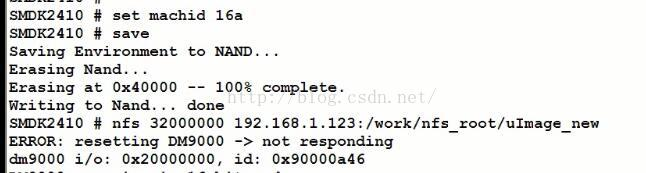 SMDK2410 #
SMDK2410 # set machid 16a
SMDK2410 # save
Saving Environment to NAND...
Erasing Nand...
Erasing at 0x40000 -- 100% complete.
Writing to Nand... done
http://blog.csdn.net/
SMDK2410 # nfs 32000000 192.168.1.123:/work/nfs_root/uImage_new
ERROR: resetting DM9000 -> not responding
dm9000 i/o: 0x20000000, id: 0x90000a46